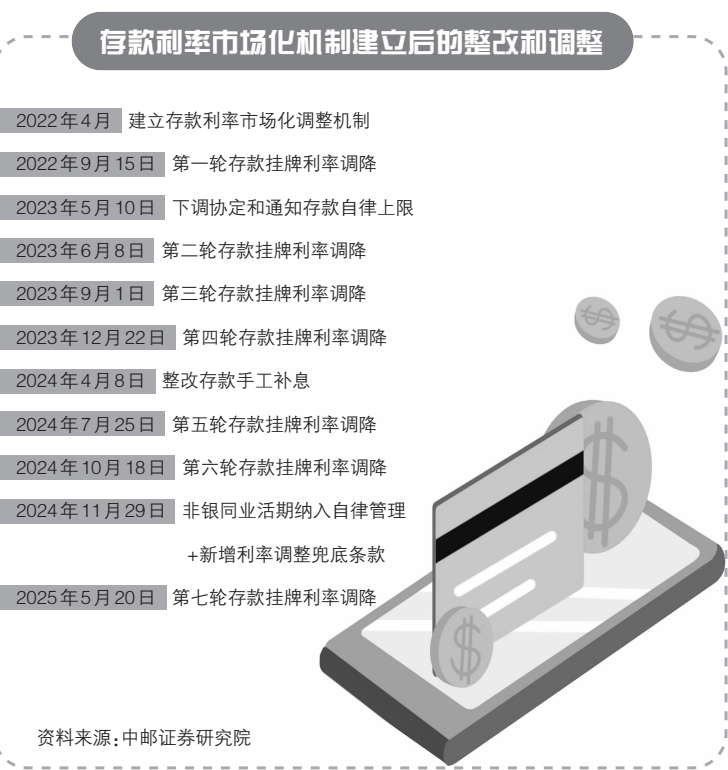 存款利率市场化机制建立后的整改和调整
2022年4月 建立存款利率市场化调整机制
2022年9月15日 第一轮存款挂牌利率调降
2023年5月10日 下调协定和通知存款自律上限
2023年6月8日 第二轮存款挂牌利率调降
2023年9月1日 第三轮存款挂牌利率调降
2023年12月22日 第四轮存款挂牌利率调降
2024年4月8日 整改存款手工补息
2024年7月25日 第五轮存款挂牌利率调降
2024年10月18日 第六轮存款挂牌利率调降
2024年11月29日 非银同业活期纳入自律管理
+新增利率调整兜底条款
2025年5月20日 第七轮存款挂牌利率调降
资料来源:中邮证券研究院